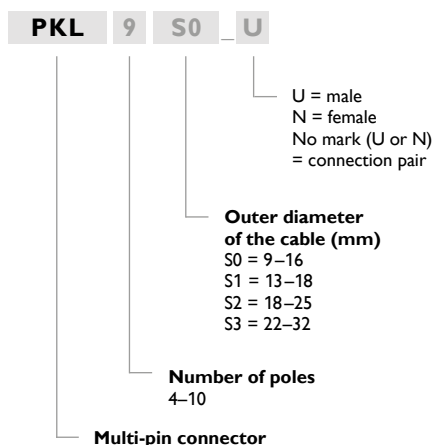 PKL 9 S0 _ U
U = male
N = female
No mark (U or N)
= connection pair
Outer diameter
of the cable (mm)
S0 = 9–16
S1 = 13–18
S2 = 18–25
S3 = 22–32
Number of poles
4–10
Multi-pin connector